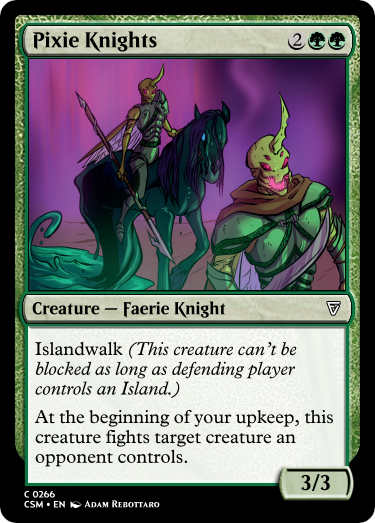 Pixie Knights 2
Creature — Faerie Knight
Islandwalk (This creature can't be
blocked as long as defending player
controls an Island.)
At the beginning of your upkeep, this
creature fights target creature an
opponent controls.
3/3
C 0266
CSM • EN Adam Rebottaro